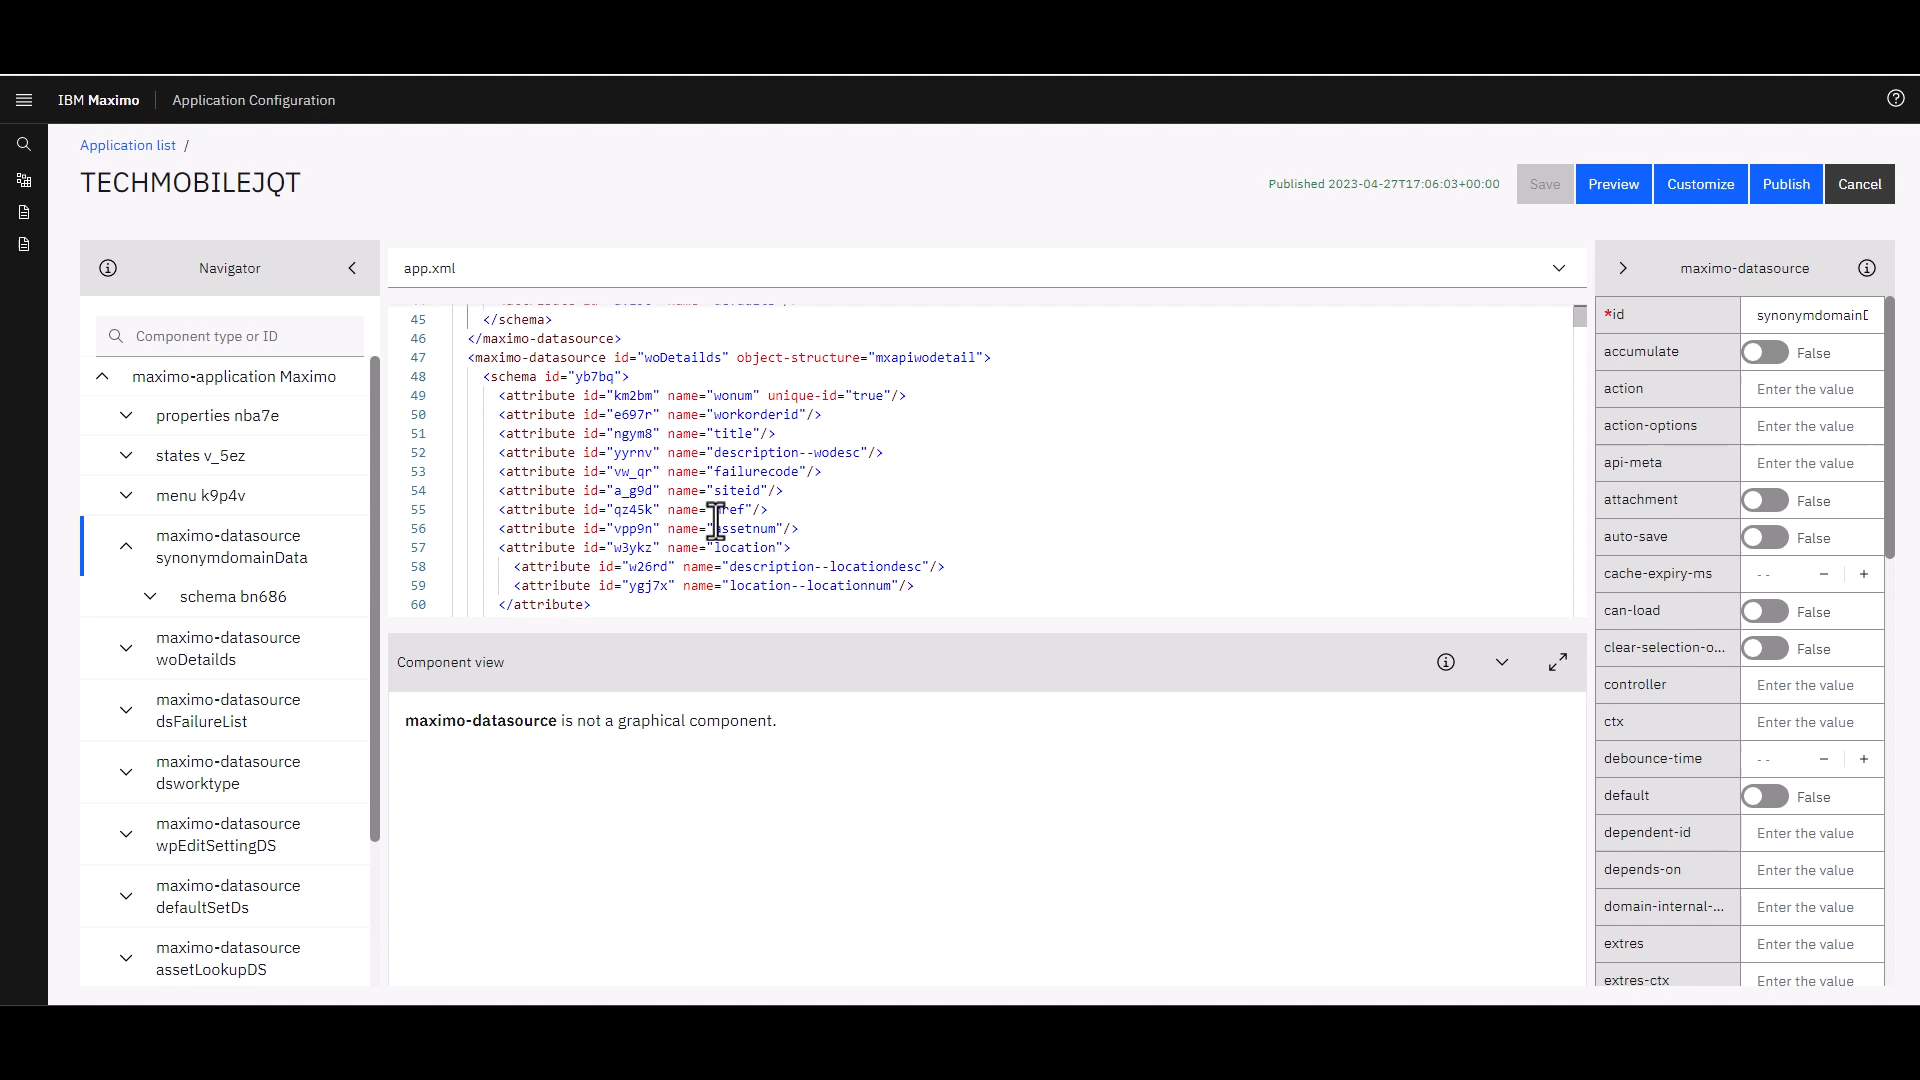 IBM Maximo
Application Configuration
Application list /
TECHMOBILEJQT
Published 2023-04-27T17:06:03+00:00
Save
Preview
Customize
Publish
Cancel
Navigator
Component type or ID
maximo-application Maximo
properties nba7e
states v_5ez
menu k9p4v
maximo-datasource
synonymdomainData
schema bn686
maximo-datasource
woDetailds
maximo-datasource
dsFailureList
maximo-datasource
dsworktype
maximo-datasource
wpEditSettingDS
maximo-datasource
defaultSetDs
maximo-datasource
assetLookupDS
app.xml
45 </schema>
46 </maximo-datasource>
47 <maximo-datasource id="woDetailds" object-structure="mxapiwodetail">
48 <schema id="yb7bq">
49 <attribute id="km2bm" name="wonum" unique-id="true"/>
50 <attribute id="e697r" name="workorderid"/>
51 <attribute id="ngym8" name="title"/>
52 <attribute id="yyrnv" name="description--wodesc"/>
53 <attribute id="vw_qr" name="failurecode"/>
54 <attribute id="a_g9d" name="siteid"/>
55 <attribute id="qz45k" name="href"/>
56 <attribute id="vpp9n" name="assetnum"/>
57 <attribute id="w3ykz" name="location">
58 <attribute id="w26rd" name="description--locationdesc"/>
59 <attribute id="ygj7x" name="location--locationnum"/>
60 </attribute>
Component view
maximo-datasource is not a graphical component.
maximo-datasource
*id synonymdomainD
accumulate False
action Enter the value
action-options Enter the value
api-meta Enter the value
attachment False
auto-save False
cache-expiry-ms -- − +
can-load False
clear-selection-o... False
controller Enter the value
ctx Enter the value
debounce-time -- − +
default False
dependent-id Enter the value
depends-on Enter the value
domain-internal-... Enter the value
extres Enter the value
extres-ctx Enter the value